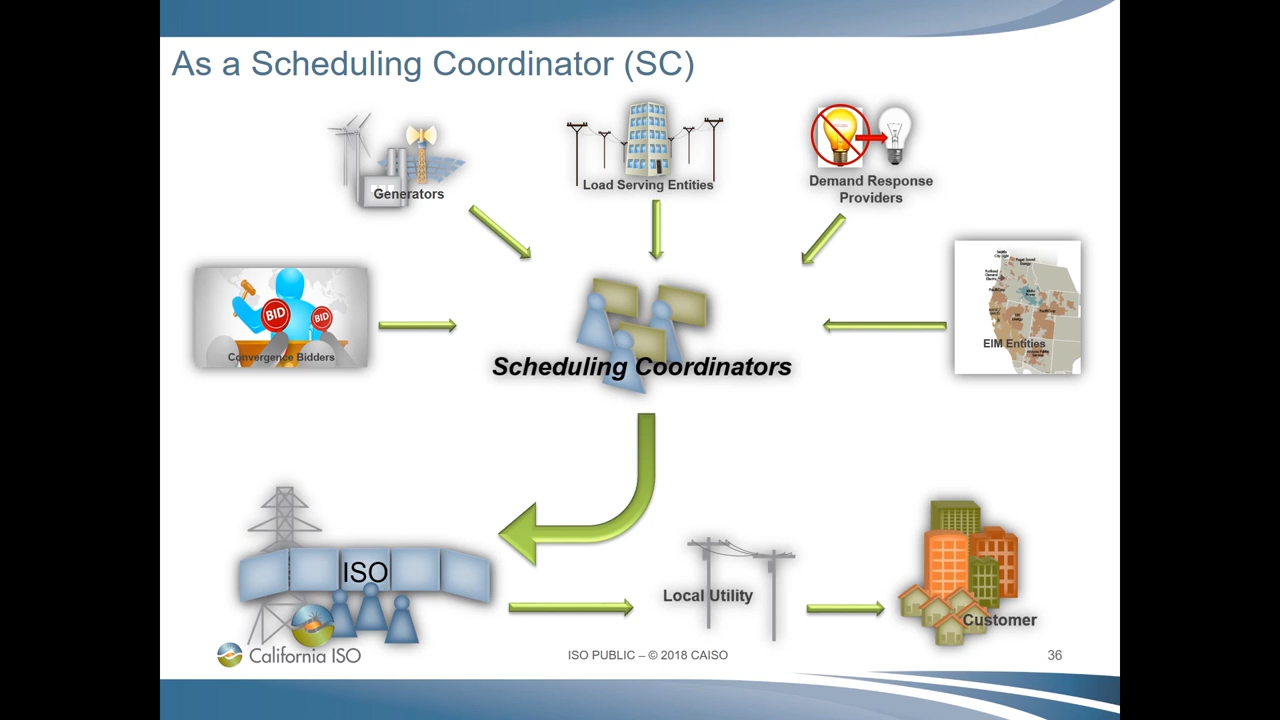 As a Scheduling Coordinator (SC)
Generators
Load Serving Entities
Demand Response
Providers
BID
BID
Convergence Bidders
EIM Entities
Scheduling Coordinators
ISO
Local Utility
Customer
California ISO
ISO PUBLIC – © 2018 CAISO
36